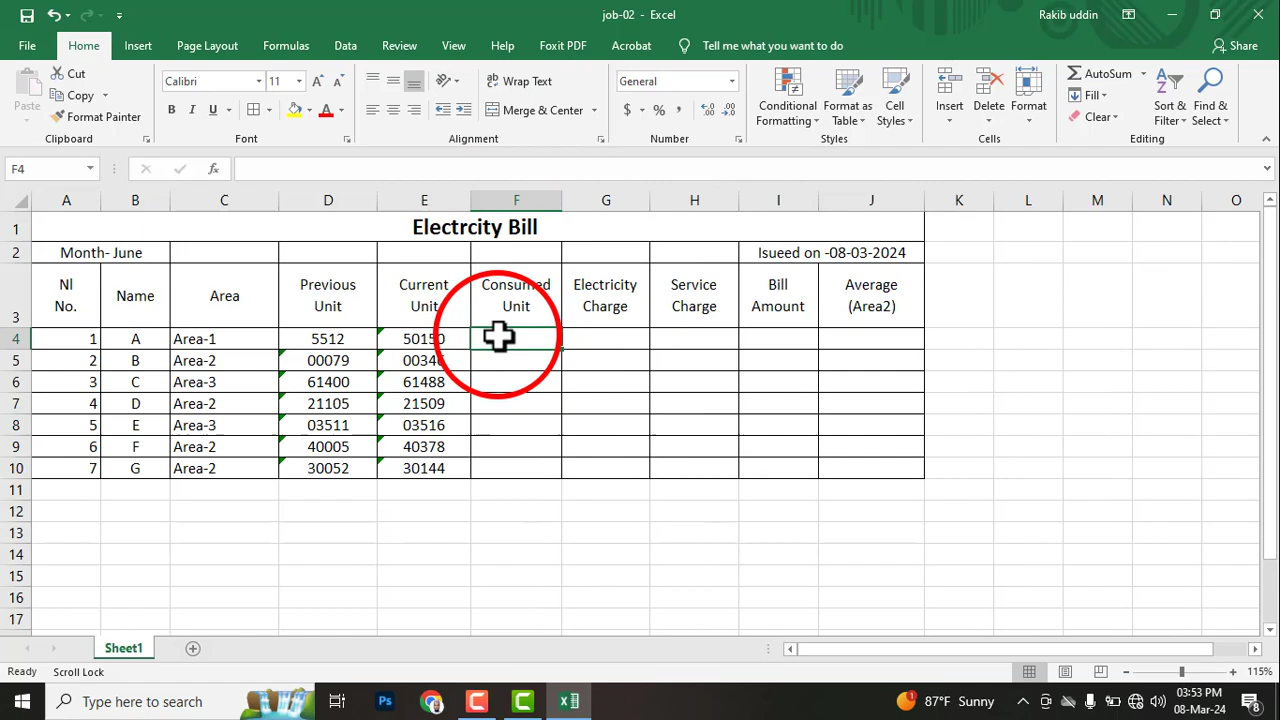 job-02 - Excel
Rakib uddin
File Home Insert Page Layout Formulas Data Review View Help Foxit PDF Acrobat Tell me what you want to do Share
Paste
Cut
Copy
Format Painter
Clipboard
Calibri 11
B I U
Font
Wrap Text
Merge & Center
Alignment
General
$ % ,
Number
Conditional Formatting
Format as Table
Cell Styles
Styles
Insert Delete Format
Cells
AutoSum
Fill
Clear
Sort & Filter
Find & Select
Editing
F4 fx
A B C D E F G H I J K L M N O
1 Electrcity Bill
2 Month- June Isueed on -08-03-2024
3 Nl No. Name Area Previous Unit Current Unit Consumed Unit Electricity Charge Service Charge Bill Amount Average (Area2)
4 1 A Area-1 5512 50150
5 2 B Area-2 00079 00346
6 3 C Area-3 61400 61488
7 4 D Area-2 21105 21509
8 5 E Area-3 03511 03516
9 6 F Area-2 40005 40378
10 7 G Area-2 30052 30144
11
12
13
14
15
16
17
Sheet1
Ready Scroll Lock 115%
Type here to search
Ps
1
87°F Sunny
03:53 PM
08-Mar-24
8